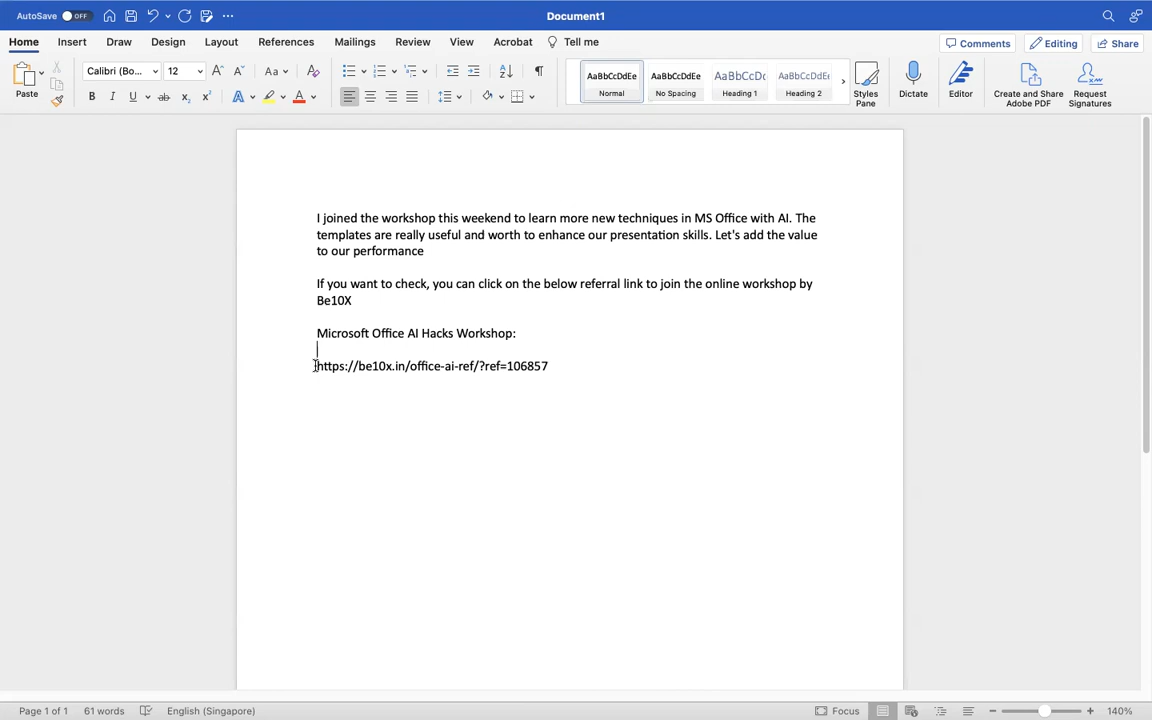 AutoSave OFF Document1
Home Insert Draw Design Layout References Mailings Review View Acrobat Tell me Comments Editing Share
Paste Calibri (Bo... 12 Aa AaBbCcDdEe Normal AaBbCcDdEe No Spacing AaBbCcDc Heading 1 AaBbCcDdEe Heading 2 Styles Pane Dictate Editor Create and Share Adobe PDF Request Signatures
I joined the workshop this weekend to learn more new techniques in MS Office with AI. The
templates are really useful and worth to enhance our presentation skills. Let's add the value
to our performance
If you want to check, you can click on the below referral link to join the online workshop by
Be10X
Microsoft Office AI Hacks Workshop:
https://be10x.in/office-ai-ref/?ref=106857
Page 1 of 1 61 words English (Singapore) Focus 140%